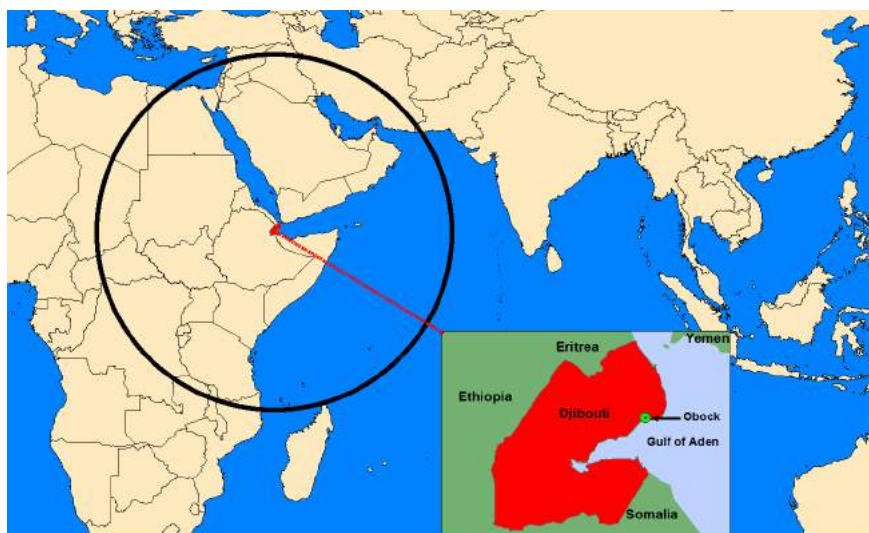 Yemen
Eritrea
Ethiopia
Djibouti
Obock
Gulf of Aden
Somalia